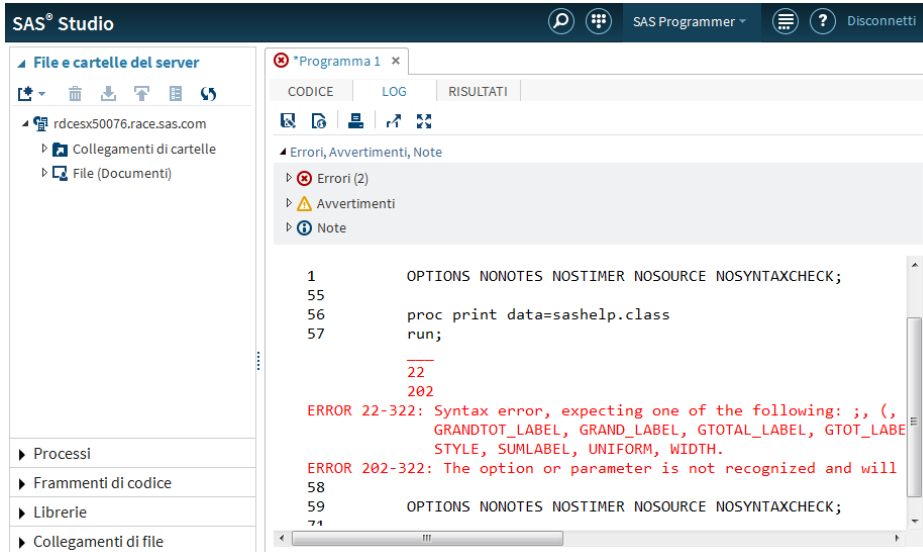 SAS® Studio
SAS Programmer
Disconnetti
File e cartelle del server
rdcesx50076.race.sas.com
Collegamenti di cartelle
File (Documenti)
Processi
Frammenti di codice
Librerie
Collegamenti di file
*Programma 1
CODICE LOG RISULTATI
Errori, Avvertimenti, Note
Errori (2)
Avvertimenti
Note
1 OPTIONS NONOTES NOSTIMER NOSOURCE NOSYNTAXCHECK;
55
56 proc print data=sashelp.class
57 run;
___
22
202
ERROR 22-322: Syntax error, expecting one of the following: ;, (,
GRANDTOT_LABEL, GRAND_LABEL, GTOTAL_LABEL, GTOT_LABE
STYLE, SUMLABEL, UNIFORM, WIDTH.
ERROR 202-322: The option or parameter is not recognized and will
58
59 OPTIONS NONOTES NOSTIMER NOSOURCE NOSYNTAXCHECK;
71